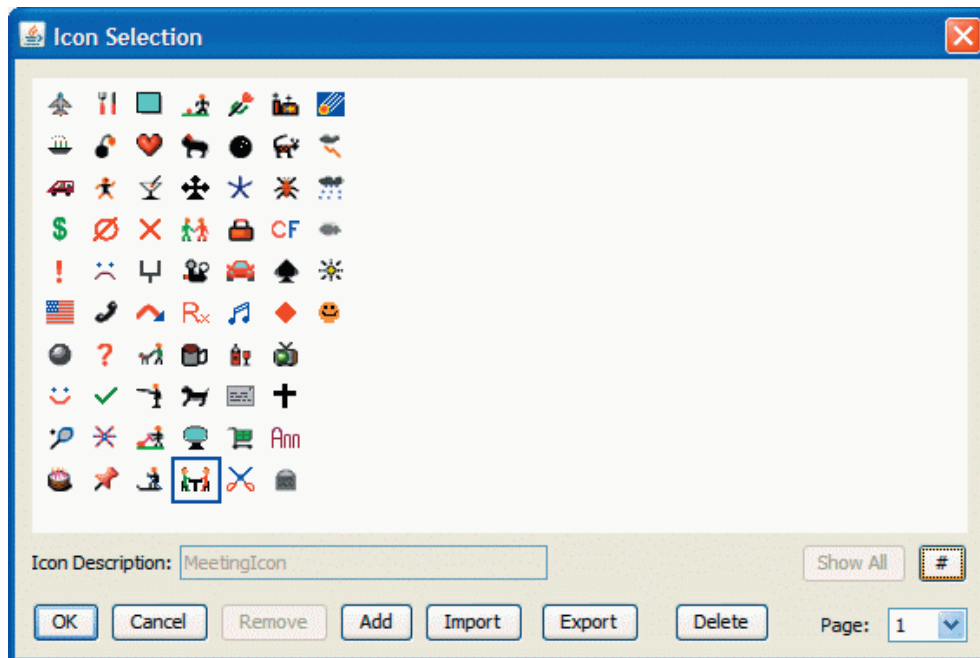 Icon Selection
$ CF
!
Rx
?
Ann
Icon Description: MeetingIcon Show All #
OK Cancel Remove Add Import Export Delete Page: 1